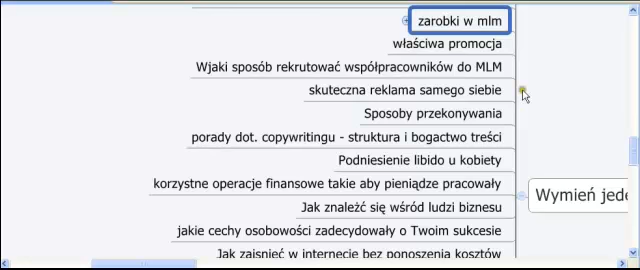 zarobki w mlm
właściwa promocja
Wjaki sposób rekrutować współpracowników do MLM
skuteczna reklama samego siebie
Sposoby przekonywania
porady dot. copywritingu - struktura i bogactwo treści
Podniesienie libido u kobiety
korzystne operacje finansowe takie aby pieniądze pracowały
Wymień jede
Jak znależć się wśród ludzi biznesu
jakie cechy osobowości zadecydowały o Twoim sukcesie
Jak zaisnieć w internecie bez ponoszenia kosztów